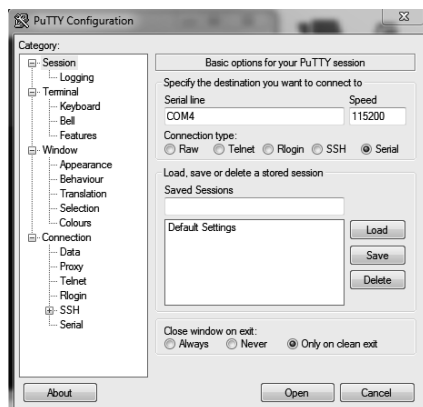 PuTTY Configuration
Category:
Session
Logging
Terminal
Keyboard
Bell
Features
Window
Appearance
Behaviour
Translation
Selection
Colours
Connection
Data
Proxy
Telnet
Rlogin
SSH
Serial
Basic options for your PuTTY session
Specify the destination you want to connect to
Serial line Speed
COM4 115200
Connection type:
Raw Telnet Rlogin SSH Serial
Load, save or delete a stored session
Saved Sessions
Default Settings
Load
Save
Delete
Close window on exit:
Always Never Only on clean exit
About Open Cancel